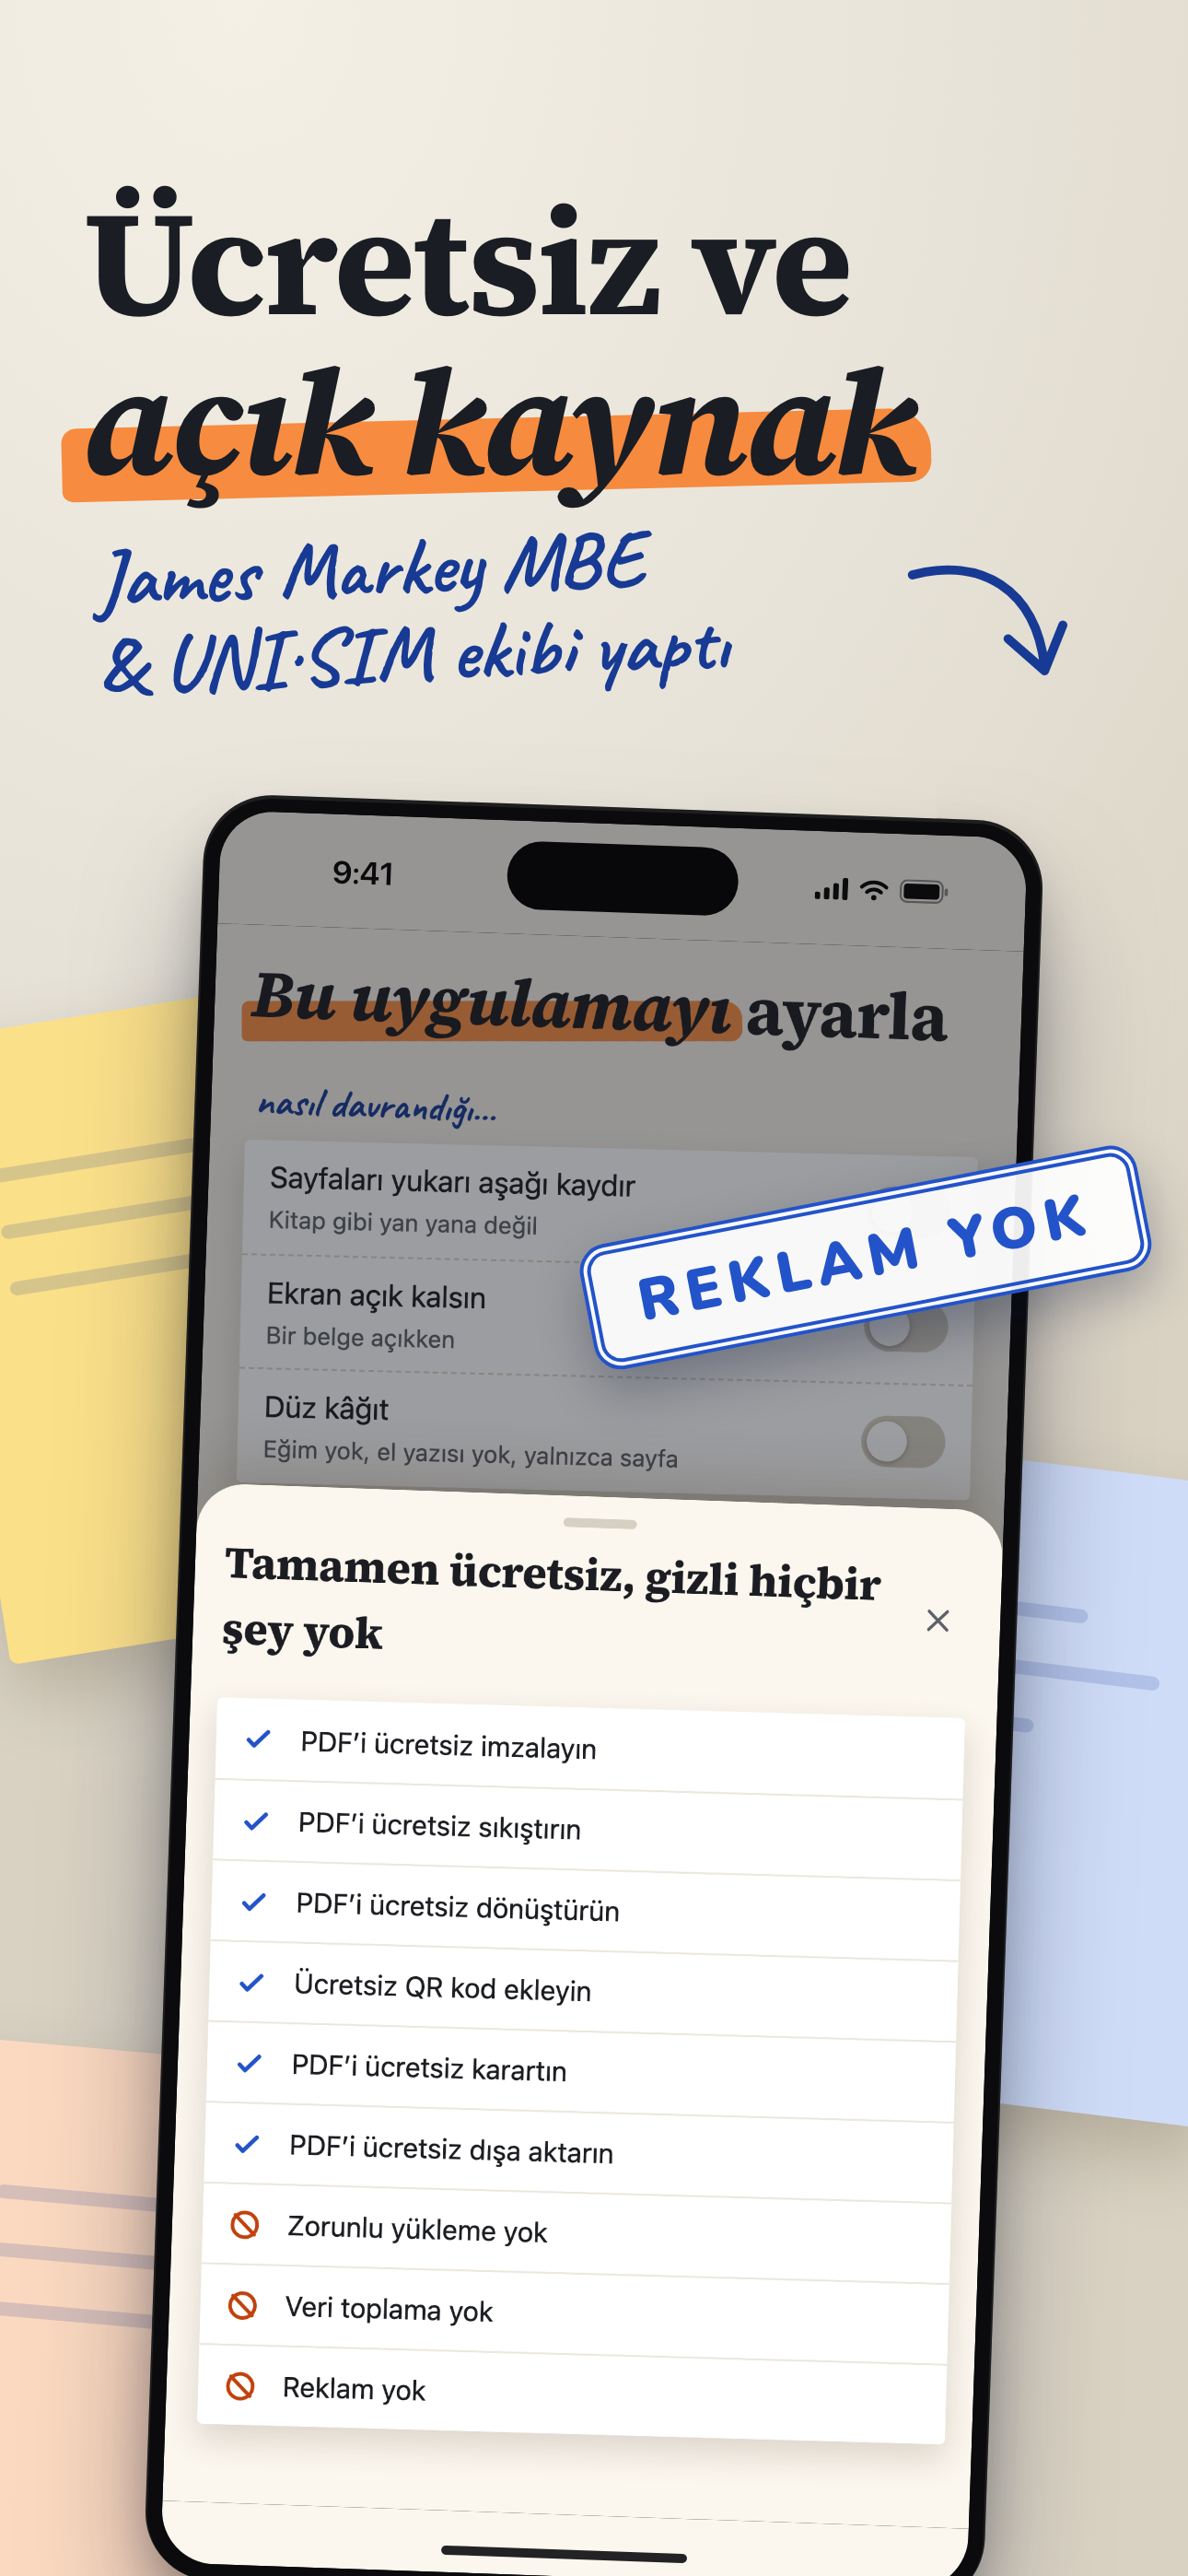 Ücretsiz ve
açık kaynak
James Markey MBE
& UNI·SIM ekibi yaptı
9:41
Bu uygulamayı ayarla
nasıl davrandığı...
Sayfaları yukarı aşağı kaydır
Kitap gibi yan yana değil
REKLAM YOK
Ekran açık kalsın
Bir belge açıkken
Düz kâğıt
Eğim yok, el yazısı yok, yalnızca sayfa
Tamamen ücretsiz, gizli hiçbir
şey yok
PDF’i ücretsiz imzalayın
PDF’i ücretsiz sıkıştırın
PDF’i ücretsiz dönüştürün
Ücretsiz QR kod ekleyin
PDF’i ücretsiz karartın
PDF’i ücretsiz dışa aktarın
Zorunlu yükleme yok
Veri toplama yok
Reklam yok